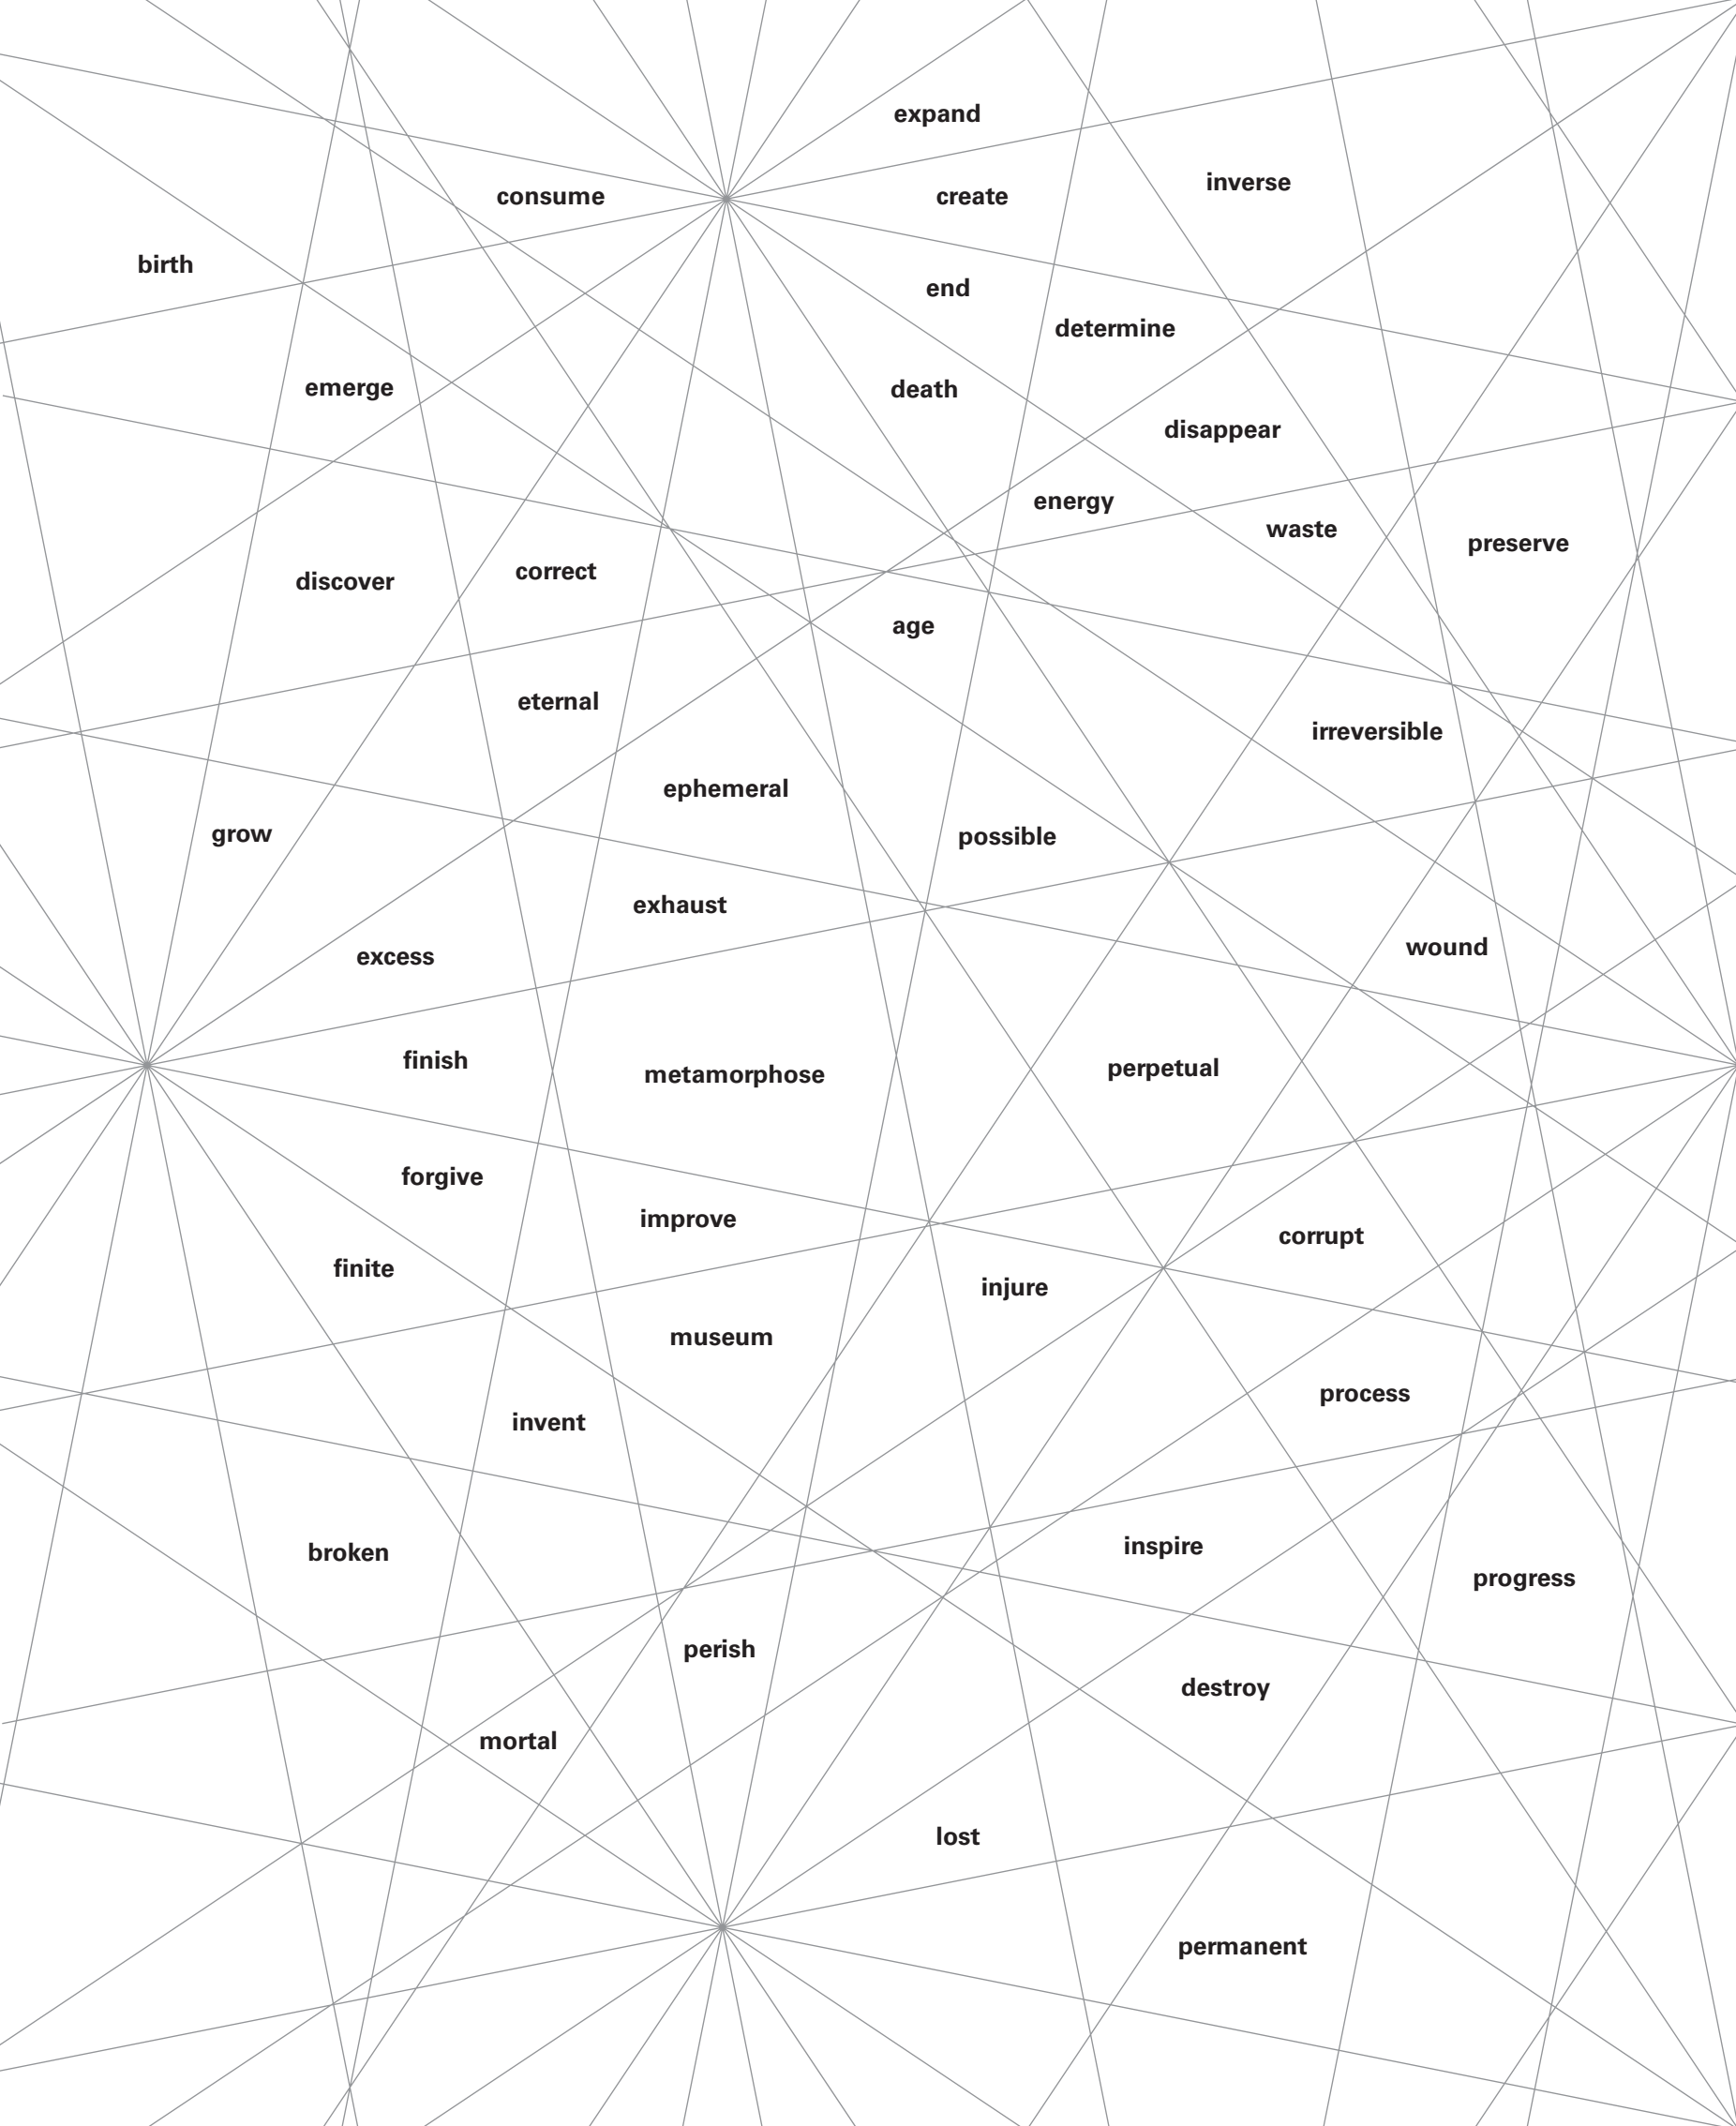 expand
inverse
consume
create
birth
end
determine
emerge
death
disappear
energy
waste
preserve
correct
discover
age
eternal
irreversible
ephemeral
grow
possible
exhaust
wound
excess
finish
perpetual
metamorphose
forgive
improve
corrupt
finite
injure
museum
process
invent
inspire
broken
progress
perish
destroy
mortal
lost
permanent